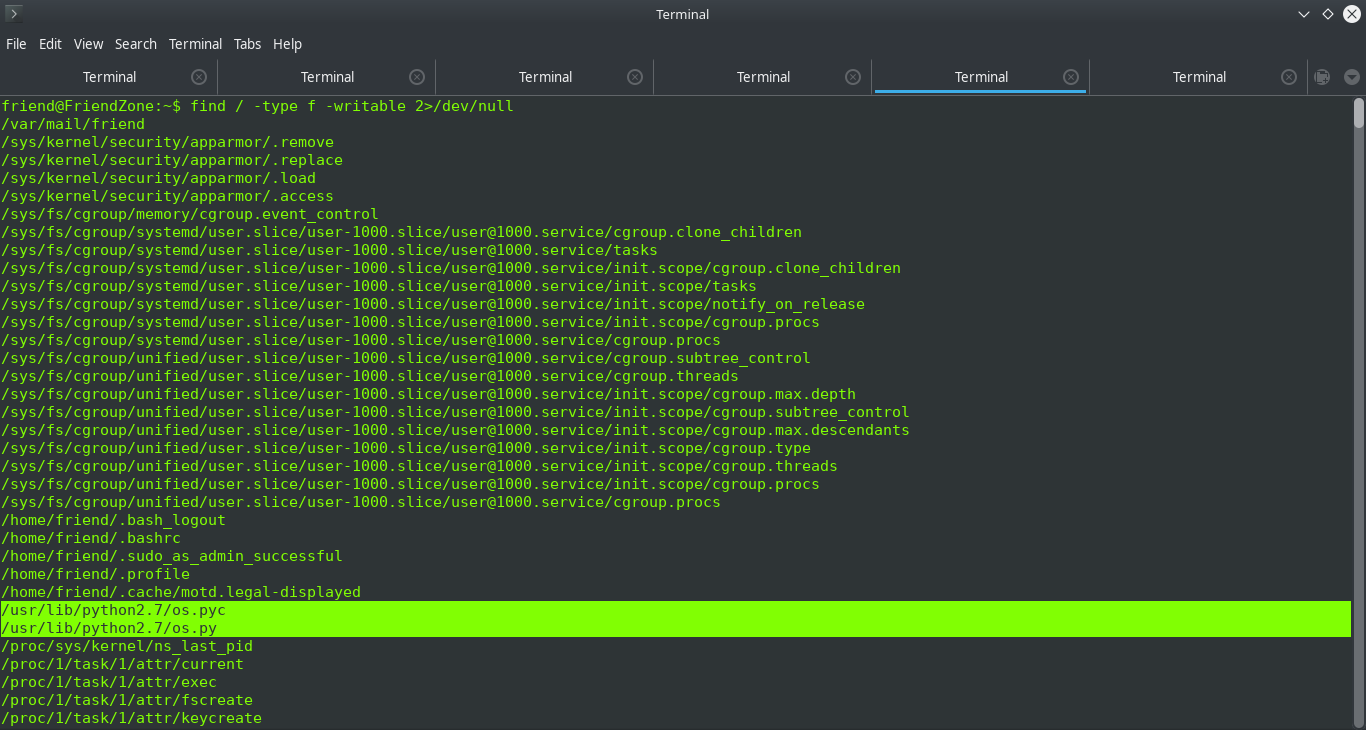 Terminal
File Edit View Search Terminal Tabs Help
Terminal Terminal Terminal Terminal Terminal Terminal
friend@FriendZone:~$ find / -type f -writable 2>/dev/null
/var/mail/friend
/sys/kernel/security/apparmor/.remove
/sys/kernel/security/apparmor/.replace
/sys/kernel/security/apparmor/.load
/sys/kernel/security/apparmor/.access
/sys/fs/cgroup/memory/cgroup.event_control
/sys/fs/cgroup/systemd/user.slice/user-1000.slice/user@1000.service/cgroup.clone_children
/sys/fs/cgroup/systemd/user.slice/user-1000.slice/user@1000.service/tasks
/sys/fs/cgroup/systemd/user.slice/user-1000.slice/user@1000.service/init.scope/cgroup.clone_children
/sys/fs/cgroup/systemd/user.slice/user-1000.slice/user@1000.service/init.scope/tasks
/sys/fs/cgroup/systemd/user.slice/user-1000.slice/user@1000.service/init.scope/notify_on_release
/sys/fs/cgroup/systemd/user.slice/user-1000.slice/user@1000.service/init.scope/cgroup.procs
/sys/fs/cgroup/systemd/user.slice/user-1000.slice/user@1000.service/cgroup.procs
/sys/fs/cgroup/unified/user.slice/user-1000.slice/user@1000.service/cgroup.subtree_control
/sys/fs/cgroup/unified/user.slice/user-1000.slice/user@1000.service/cgroup.threads
/sys/fs/cgroup/unified/user.slice/user-1000.slice/user@1000.service/init.scope/cgroup.max.depth
/sys/fs/cgroup/unified/user.slice/user-1000.slice/user@1000.service/init.scope/cgroup.subtree_control
/sys/fs/cgroup/unified/user.slice/user-1000.slice/user@1000.service/init.scope/cgroup.max.descendants
/sys/fs/cgroup/unified/user.slice/user-1000.slice/user@1000.service/init.scope/cgroup.type
/sys/fs/cgroup/unified/user.slice/user-1000.slice/user@1000.service/init.scope/cgroup.threads
/sys/fs/cgroup/unified/user.slice/user-1000.slice/user@1000.service/init.scope/cgroup.procs
/sys/fs/cgroup/unified/user.slice/user-1000.slice/user@1000.service/cgroup.procs
/home/friend/.bash_logout
/home/friend/.bashrc
/home/friend/.sudo_as_admin_successful
/home/friend/.profile
/home/friend/.cache/motd.legal-displayed
/usr/lib/python2.7/os.pyc
/usr/lib/python2.7/os.py
/proc/sys/kernel/ns_last_pid
/proc/1/task/1/attr/current
/proc/1/task/1/attr/exec
/proc/1/task/1/attr/fscreate
/proc/1/task/1/attr/keycreate